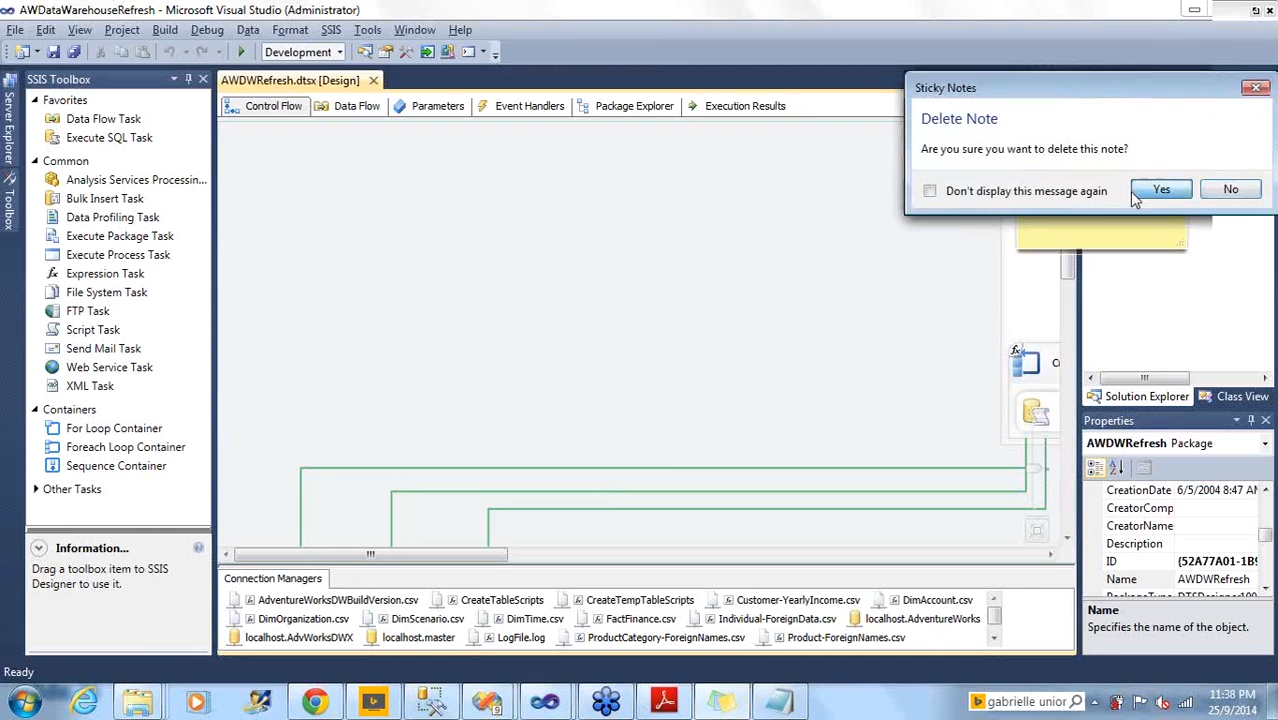 AWDataWarehouseRefresh - Microsoft Visual Studio (Administrator)
File Edit View Project Build Debug Data Format SSIS Tools Window Help
Development
Server Explorer
Toolbox
SSIS Toolbox
Favorites
Data Flow Task
Execute SQL Task
Common
Analysis Services Processin...
Bulk Insert Task
Data Profiling Task
Execute Package Task
Execute Process Task
Expression Task
File System Task
FTP Task
Script Task
Send Mail Task
Web Service Task
XML Task
Containers
For Loop Container
Foreach Loop Container
Sequence Container
Other Tasks
Information...
Drag a toolbox item to SSIS
Designer to use it.
AWDWRefresh.dtsx [Design]
Control Flow Data Flow Parameters Event Handlers Package Explorer Execution Results
Sticky Notes
Delete Note
Are you sure you want to delete this note?
Don't display this message again Yes No
Connection Managers
AdventureWorksDWBuildVersion.csv CreateTableScripts CreateTempTableScripts Customer-YearlyIncome.csv DimAccount.csv
DimOrganization.csv DimScenario.csv DimTime.csv FactFinance.csv Individual-ForeignData.csv localhost.AdventureWorks
localhost.AdvWorksDWX localhost.master LogFile.log ProductCategory-ForeignNames.csv Product-ForeignNames.csv
Solution Explorer Class View
Properties
AWDWRefresh Package
CreationDate 6/5/2004 8:47 AM
CreatorComp
CreatorName
Description
ID {52A77A01-1B9
Name AWDWRefresh
Name
Specifies the name of the object.
Ready
gabrielle unior
11:38 PM
25/9/2014